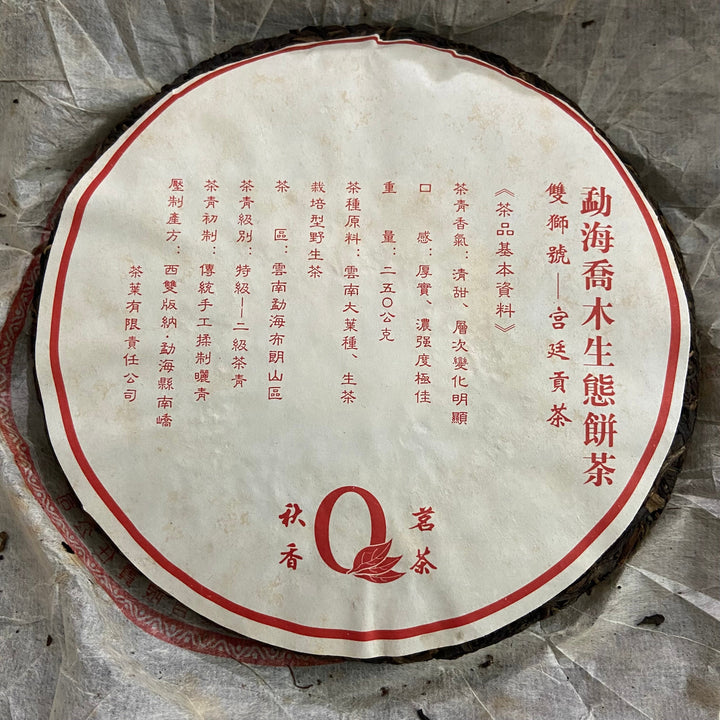 勐海喬木生態餅茶
雙獅號—宮廷貢茶
《茶品基本資料》
茶青香氣：清甜、層次變化明顯
口感：厚實、濃强度極佳
重量：二五〇公克
茶種原料：雲南大葉種、生茶
栽培型野生茶
茶區：雲南勐海布朗山區
茶青級別：特級—二級茶青
茶青初制：傳統手工揉制曬青
壓制產方：西雙版納·勐海縣南嶠
茶葉有限責任公司
茗茶
Q
秋香